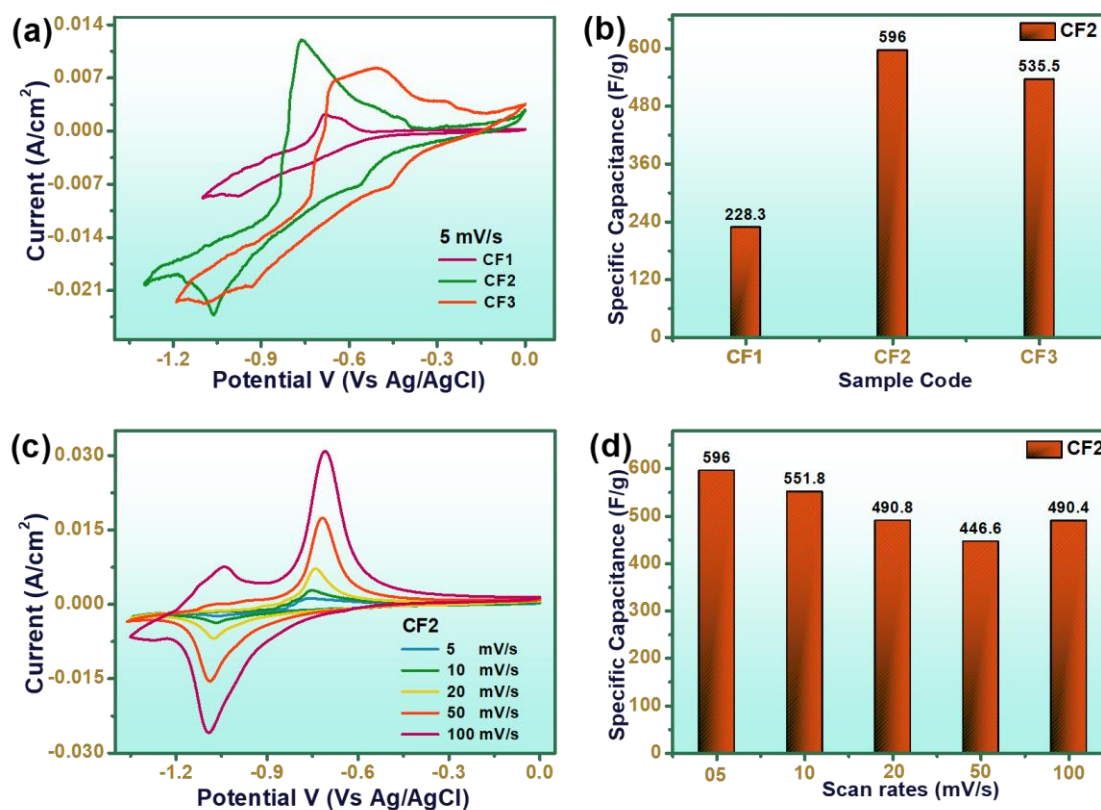 (a)
0.014
0.007
0.000
-0.007
-0.014
-0.021
Current (A/cm²)
5 mV/s
CF1
CF2
CF3
-1.2 -0.9 -0.6 -0.3 0.0
Potential V (Vs Ag/AgCl)
(b)
CF2
600
480
360
240
120
0
Specific Capacitance (F/g)
228.3
596
535.5
CF1 CF2 CF3
Sample Code
(c)
0.030
0.015
0.000
-0.015
-0.030
Current (A/cm²)
CF2
5 mV/s
10 mV/s
20 mV/s
50 mV/s
100 mV/s
-1.2 -0.9 -0.6 -0.3 0.0
Potential V (Vs Ag/AgCl)
(d)
CF2
600
500
400
300
200
100
0
Specific Capacitance (F/g)
596
551.8
490.8
446.6
490.4
05 10 20 50 100
Scan rates (mV/s)